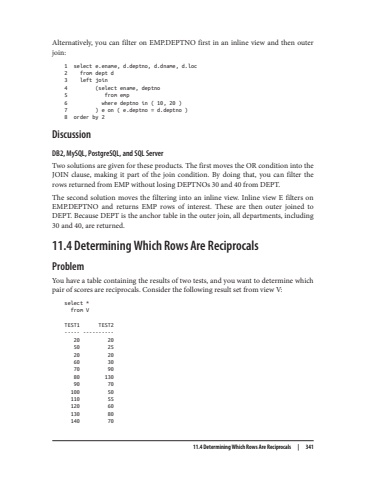 Alternatively, you can filter on EMP.DEPTNO first in an inline view and then outer
join:
1 select e.ename, d.deptno, d.dname, d.loc
2 from dept d
3 left join
4 (select ename, deptno
5 from emp
6 where deptno in ( 10, 20 )
7 ) e on ( e.deptno = d.deptno )
8 order by 2
Discussion
DB2, MySQL, PostgreSQL, and SQL Server
Two solutions are given for these products. The first moves the OR condition into the
JOIN clause, making it part of the join condition. By doing that, you can filter the
rows returned from EMP without losing DEPTNOs 30 and 40 from DEPT.
The second solution moves the filtering into an inline view. Inline view E filters on
EMP.DEPTNO and returns EMP rows of interest. These are then outer joined to
DEPT. Because DEPT is the anchor table in the outer join, all departments, including
30 and 40, are returned.
11.4 Determining Which Rows Are Reciprocals
Problem
You have a table containing the results of two tests, and you want to determine which
pair of scores are reciprocals. Consider the following result set from view V:
select *
from V
TEST1 TEST2
----- ----------
20 20
50 25
20 20
60 30
70 90
80 130
90 70
100 50
110 55
120 60
130 80
140 70
11.4 Determining Which Rows Are Reciprocals | 341